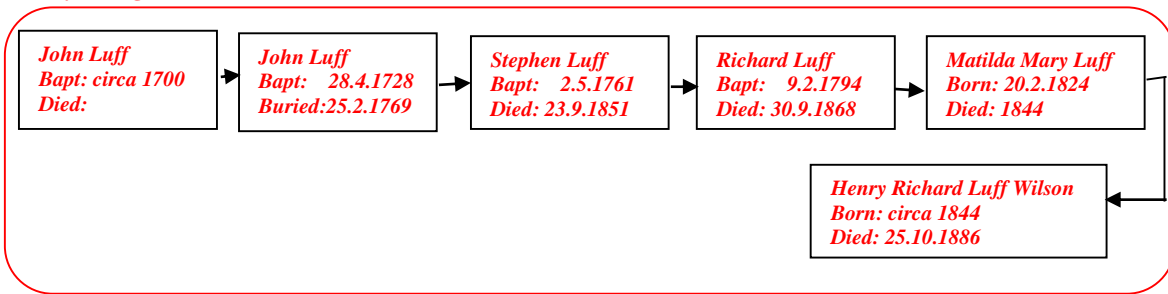 John Luff
Bapt: circa 1700
Died:
John Luff
Bapt: 28.4.1728
Buried:25.2.1769
Stephen Luff
Bapt: 2.5.1761
Died: 23.9.1851
Richard Luff
Bapt: 9.2.1794
Died: 30.9.1868
Matilda Mary Luff
Born: 20.2.1824
Died: 1844
Henry Richard Luff Wilson
Born: circa 1844
Died: 25.10.1886